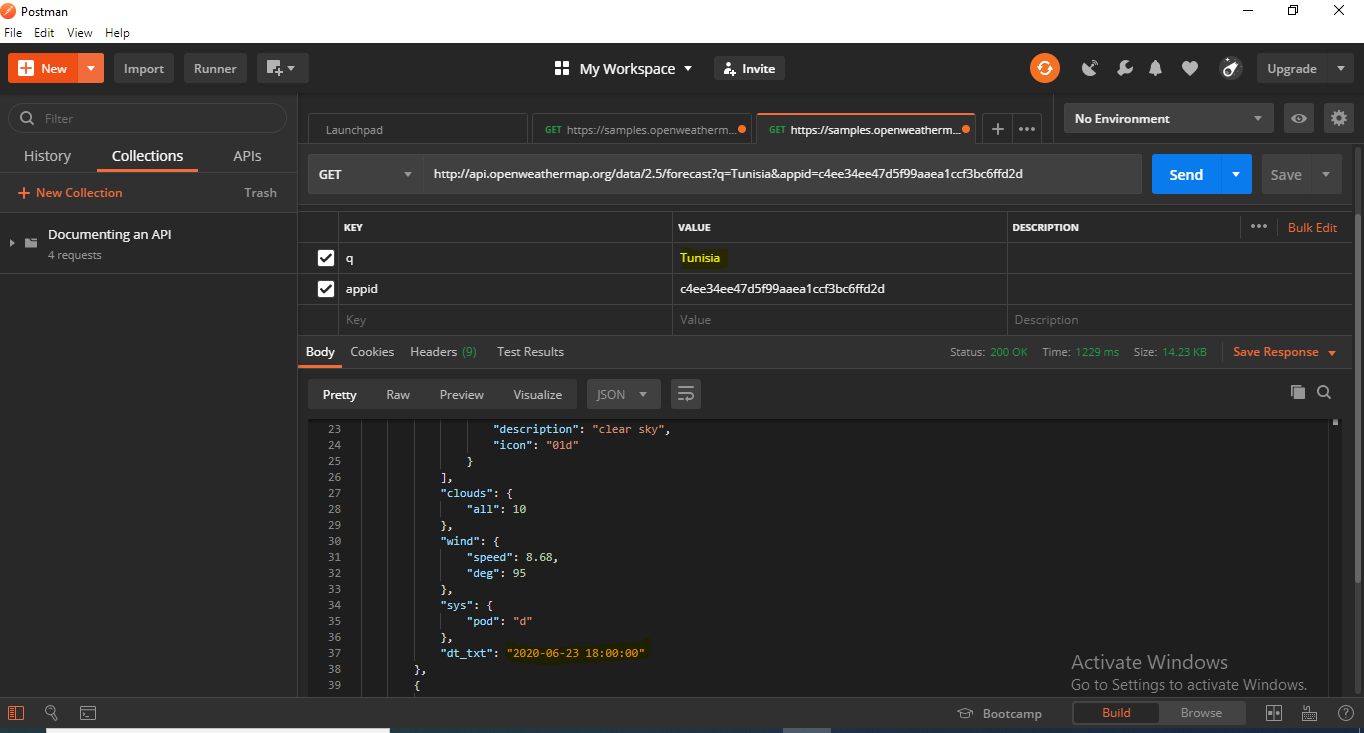 Postman
File Edit View Help
New Import Runner My Workspace Invite Upgrade
Filter
History Collections APIs
New Collection Trash
Documenting an API
4 requests
Launchpad GET https://samples.openweatherm... GET https://samples.openweatherm... No Environment
GET http://api.openweathermap.org/data/2.5/forecast?q=Tunisia&appid=c4ee34ee47d5f99aaea1ccf3bc6ffd2d Send Save
KEY VALUE DESCRIPTION Bulk Edit
q Tunisia
appid c4ee34ee47d5f99aaea1ccf3bc6ffd2d
Key Value Description
Body Cookies Headers (9) Test Results Status: 200 OK Time: 1229 ms Size: 14.23 KB Save Response
Pretty Raw Preview Visualize JSON
23 "description": "clear sky",
24 "icon": "01d"
25 }
26 ],
27 "clouds": {
28 "all": 10
29 },
30 "wind": {
31 "speed": 8.68,
32 "deg": 95
33 },
34 "sys": {
35 "pod": "d"
36 },
37 "dt_txt": "2020-06-23 18:00:00"
38 },
39 {
Activate Windows
Go to Settings to activate Windows.
Bootcamp Build Browse